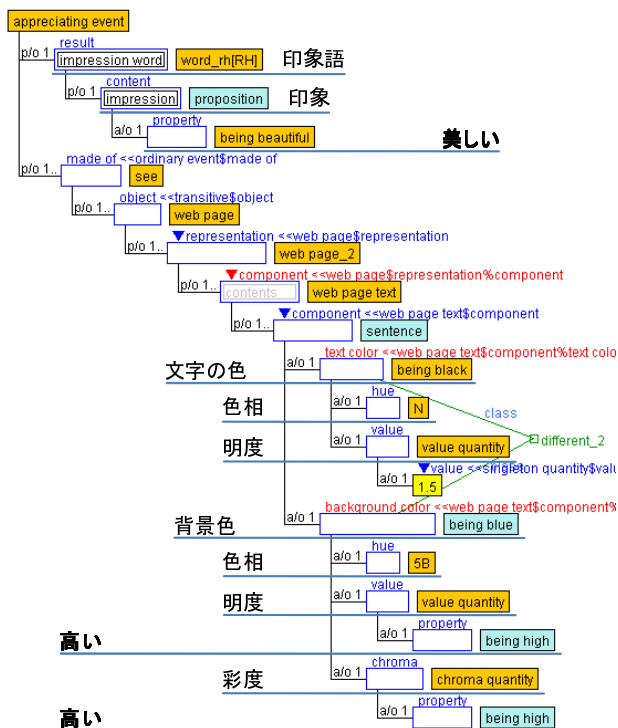 appreciating event
result
p/o 1 impression word word_rh[RH] 印象語
content
p/o 1 impression proposition 印象
property
a/o 1 being beautiful 美しい
made of <<ordinary event$made of
p/o 1.. see
object <<transitive$object
p/o 1.. web page
▼representation <<web page$representation
p/o 1.. web page_2
▼component <<web page$representation%component
p/o 1.. contents web page text
▼component <<web page text$component
p/o 1.. sentence
text color <<web page text$component%text colo
文字の色 a/o 1 being black
hue
色相 a/o 1 N
class
value
明度 a/o 1 value quantity
different_2
▼value <<singleton quantity$valu
a/o 1 1.5
background color <<web page text$component%
背景色 a/o 1 being blue
hue
色相 a/o 1 5B
value
明度 a/o 1 value quantity
property
高い a/o 1 being high
chroma
彩度 a/o 1 chroma quantity
property
高い a/o 1 being high